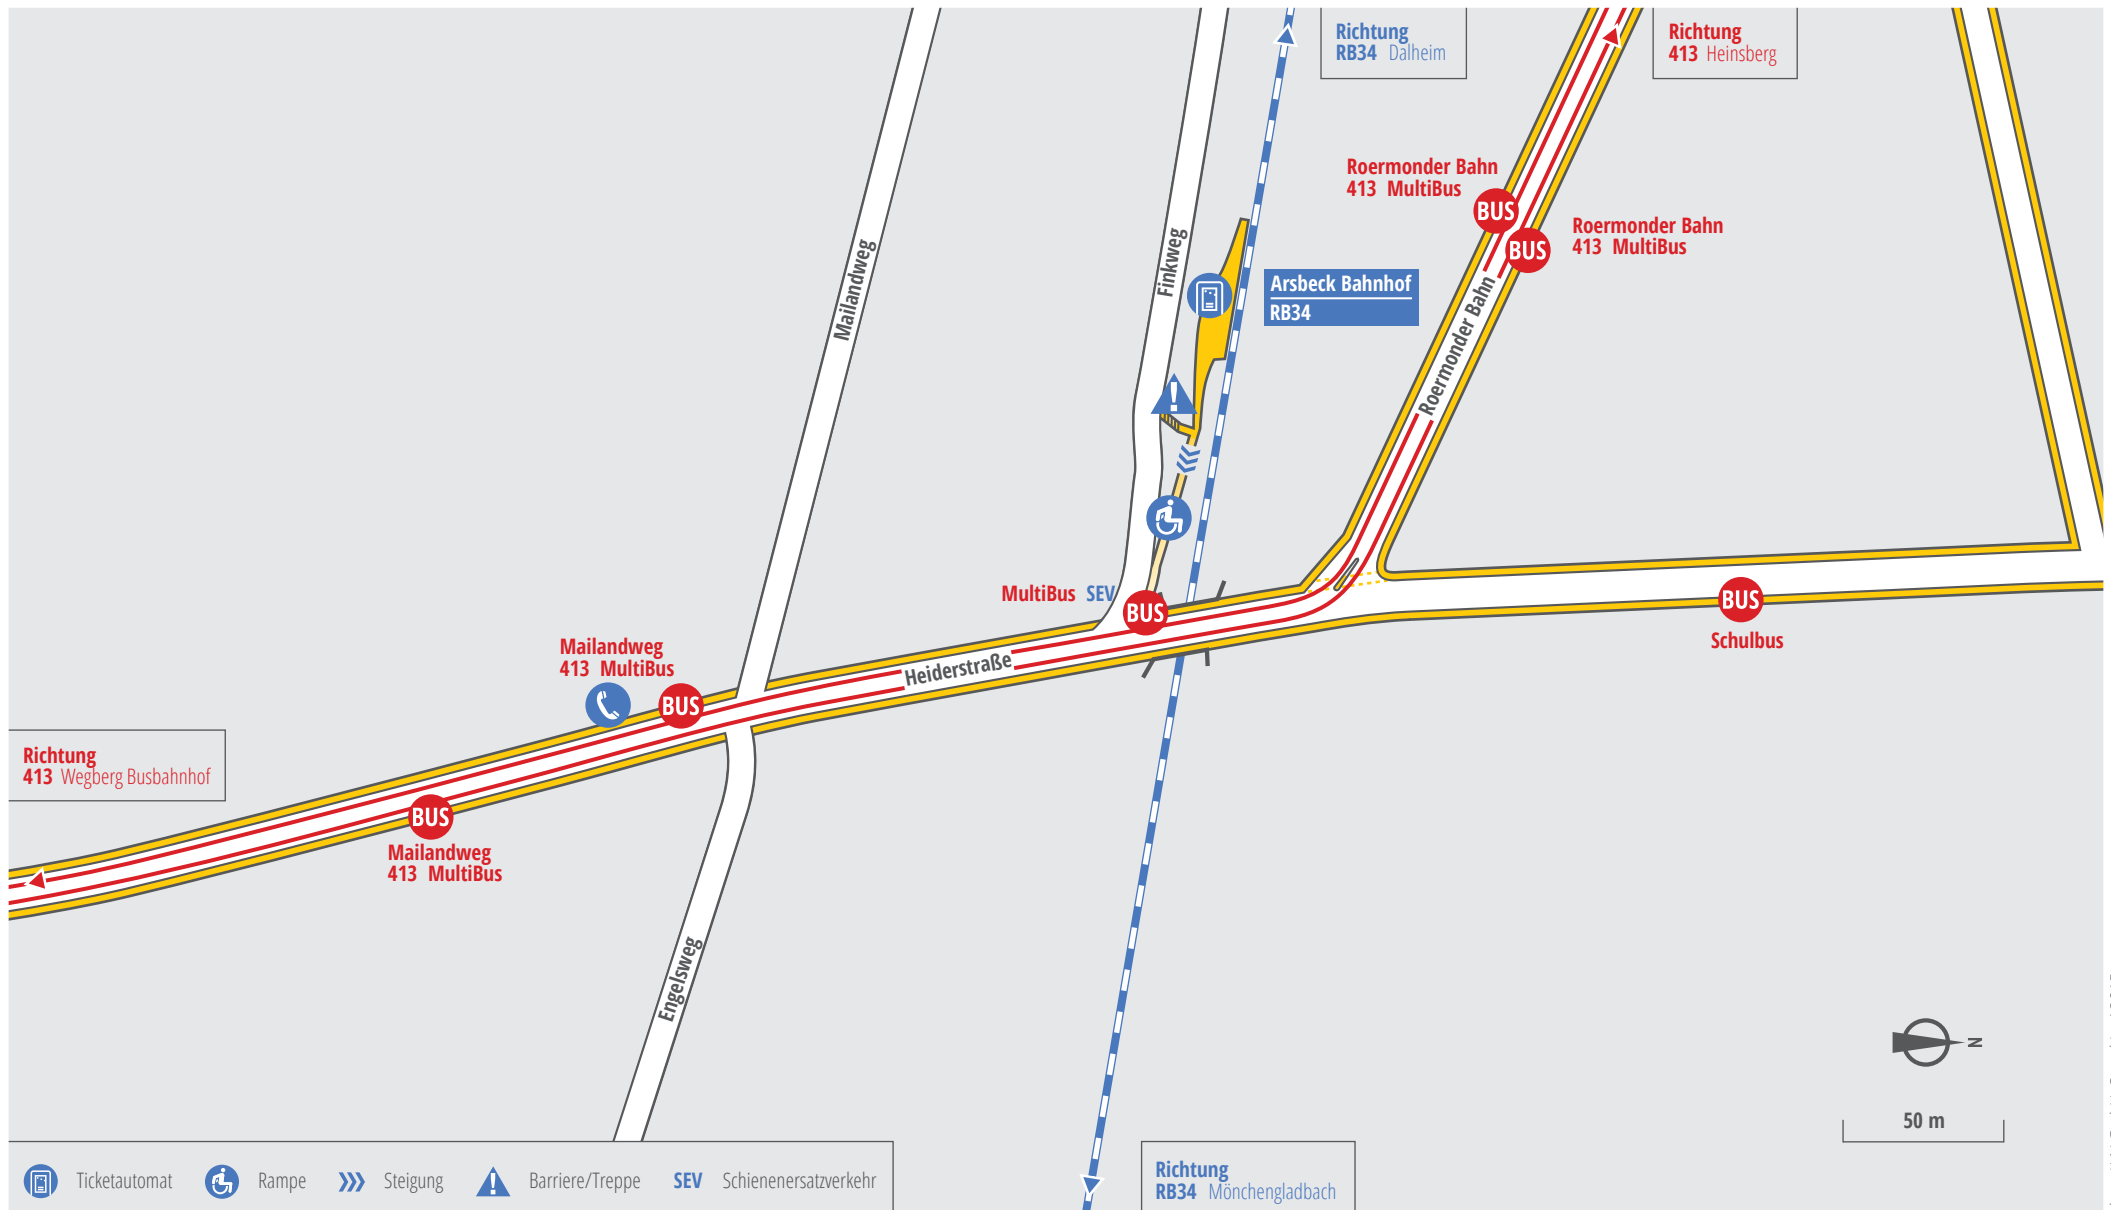 Richtung
RB34 Dalheim
Richtung
413 Heinsberg
Roermonder Bahn
413 MultiBus
BUS
Roermonder Bahn
413 MultiBus
BUS
Mailandweg
Finkweg
Arsbeck Bahnhof
RB34
Roermonder Bahn
MultiBus SEV
BUS
BUS
Schulbus
Mailandweg
413 MultiBus
BUS
Heiderstraße
Richtung
413 Wegberg Busbahnhof
BUS
Mailandweg
413 MultiBus
Engelsweg
N
50 m
Ticketautomat
Rampe
Steigung
Barriere/Treppe
SEV Schienenersatzverkehr
Richtung
RB34 Mönchengladbach